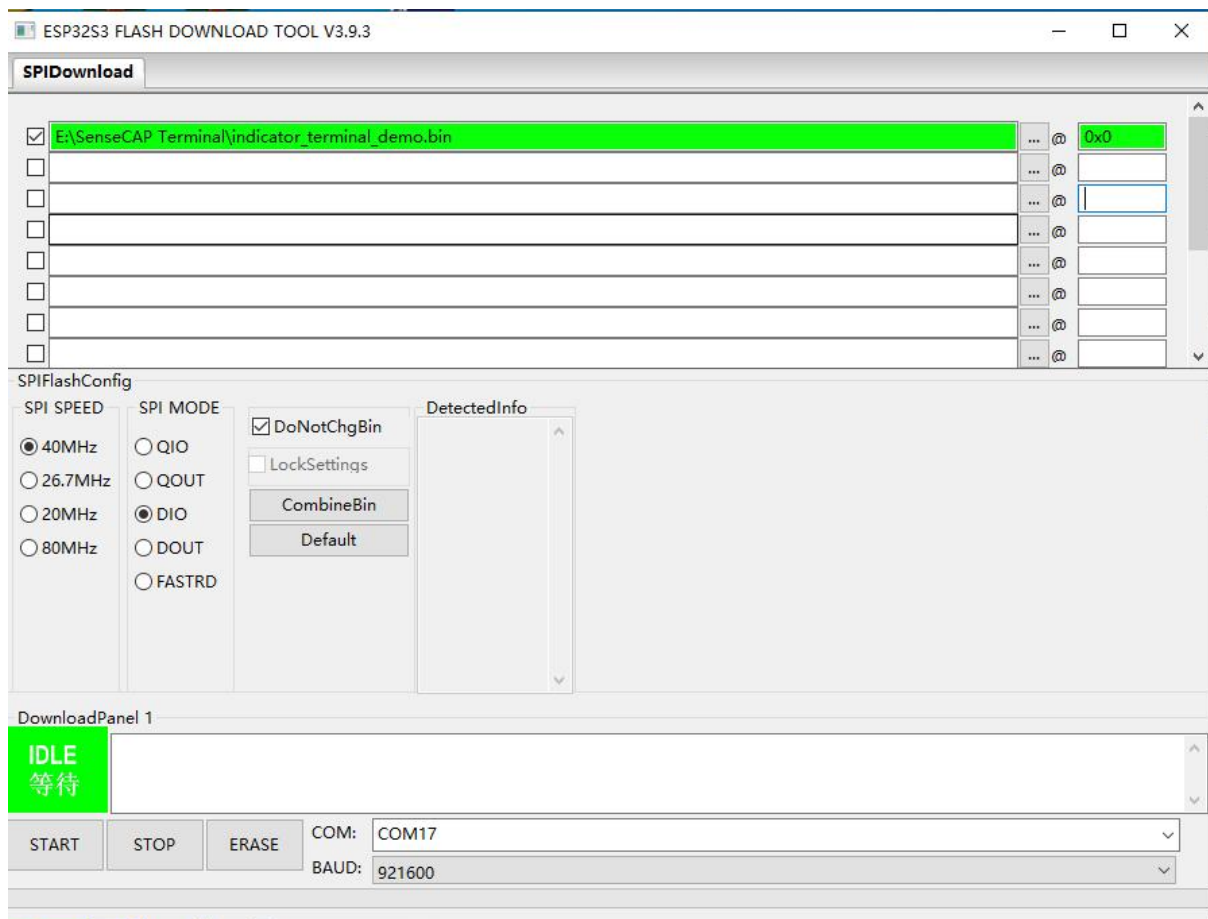 ESP32S3 FLASH DOWNLOAD TOOL V3.9.3
SPIDownload
E:\SenseCAP Terminal\indicator_terminal_demo.bin ... @ 0x0
... @
... @
... @
... @
... @
... @
... @
SPIFlashConfig
SPI SPEED SPI MODE DetectedInfo
DoNotChgBin
40MHz QIO
LockSettings
26.7MHz QOUT
CombineBin
20MHz DIO
Default
80MHz DOUT
FASTRD
DownloadPanel 1
IDLE
等待
START STOP ERASE COM: COM17
BAUD: 921600